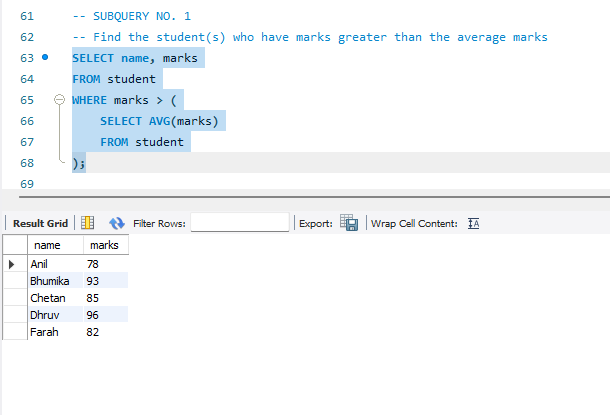 61 -- SUBQUERY NO. 1
62 -- Find the student(s) who have marks greater than the average marks
63 SELECT name, marks
64 FROM student
65 WHERE marks > (
66 SELECT AVG(marks)
67 FROM student
68 );
69
Result Grid Filter Rows: Export: Wrap Cell Content: IA
name marks
Anil 78
Bhumika 93
Chetan 85
Dhruv 96
Farah 82